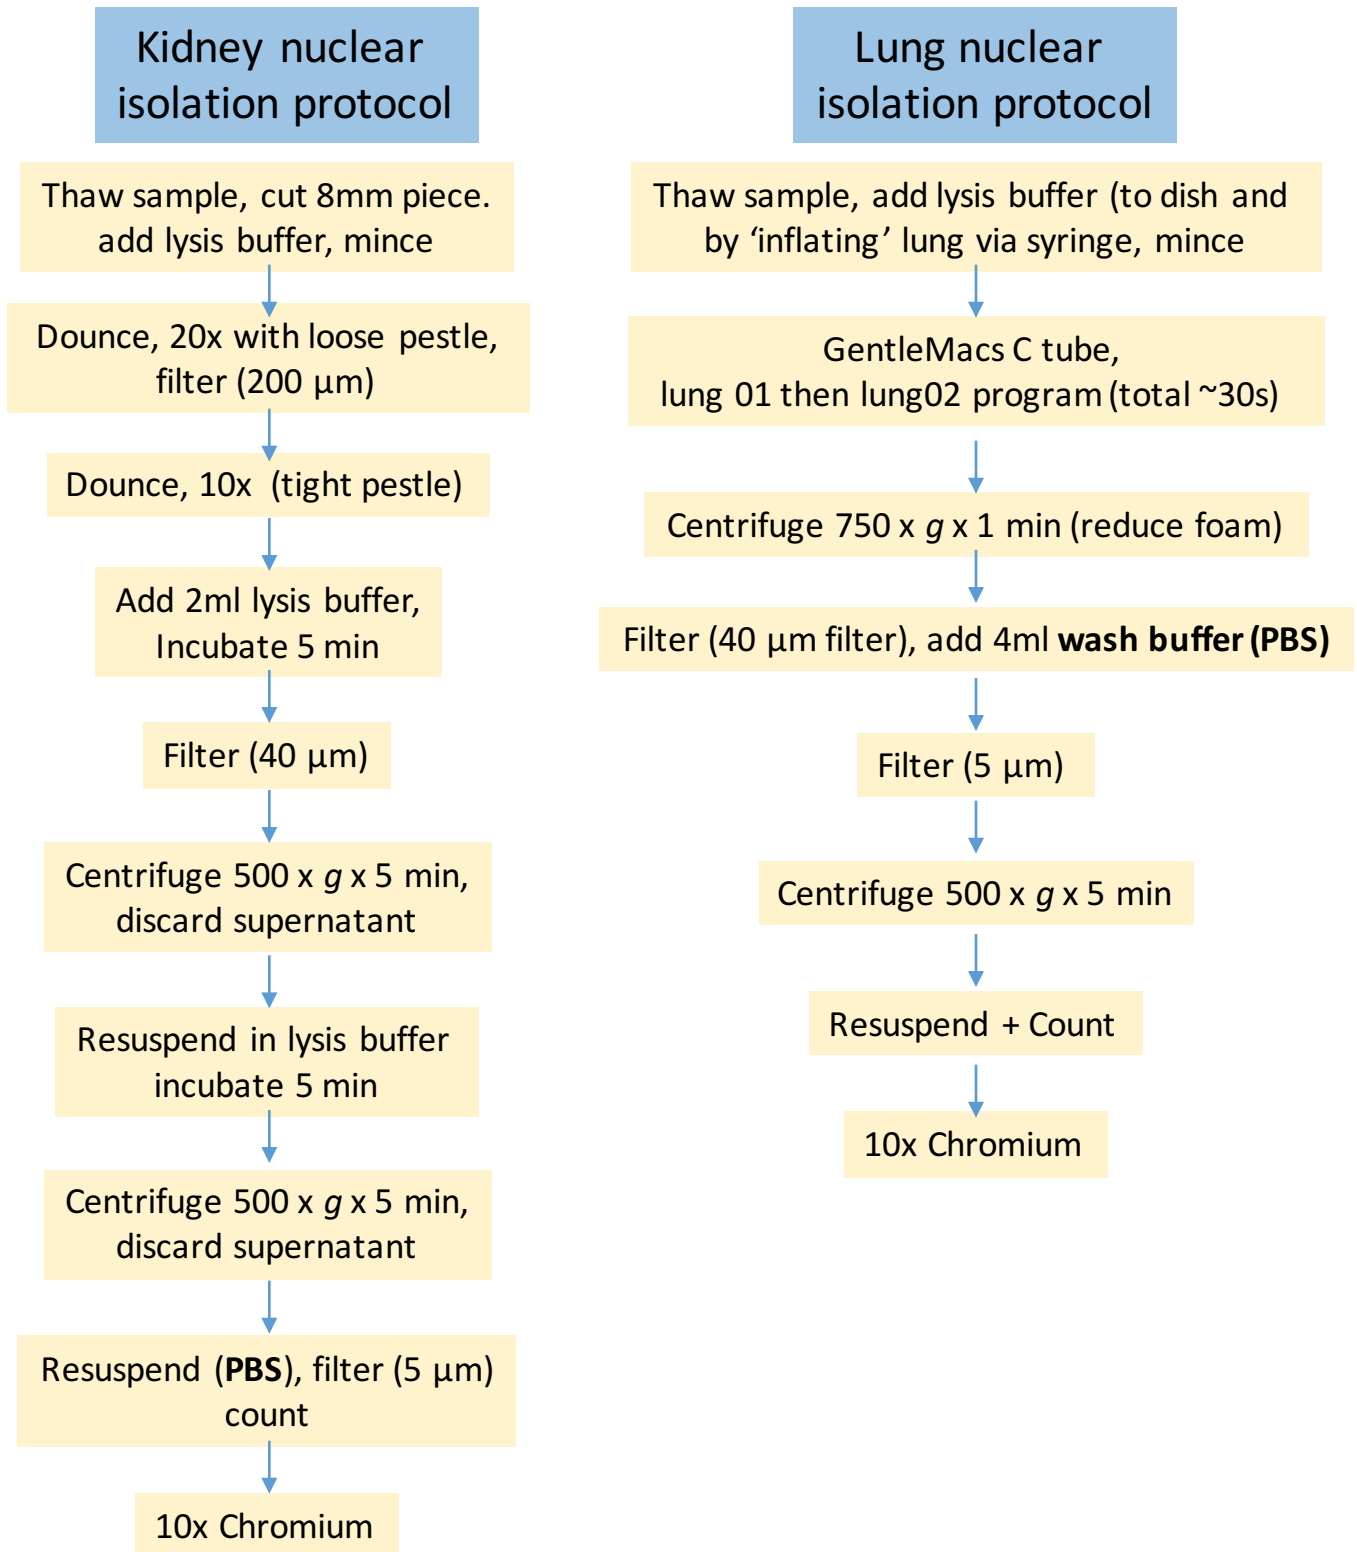 Kidney nuclear
isolation protocol
Thaw sample, cut 8mm piece.
add lysis buffer, mince
Dounce, 20x with loose pestle,
filter (200 µm)
Dounce, 10x (tight pestle)
Add 2ml lysis buffer,
Incubate 5 min
Filter (40 µm)
Centrifuge 500 x g x 5 min,
discard supernatant
Resuspend in lysis buffer
incubate 5 min
Centrifuge 500 x g x 5 min,
discard supernatant
Resuspend (PBS), filter (5 µm)
count
10x Chromium
Lung nuclear
isolation protocol
Thaw sample, add lysis buffer (to dish and
by ‘inflating’ lung via syringe, mince
GentleMacs C tube,
lung 01 then lung02 program (total ~30s)
Centrifuge 750 x g x 1 min (reduce foam)
Filter (40 µm filter), add 4ml wash buffer (PBS)
Filter (5 µm)
Centrifuge 500 x g x 5 min
Resuspend + Count
10x Chromium